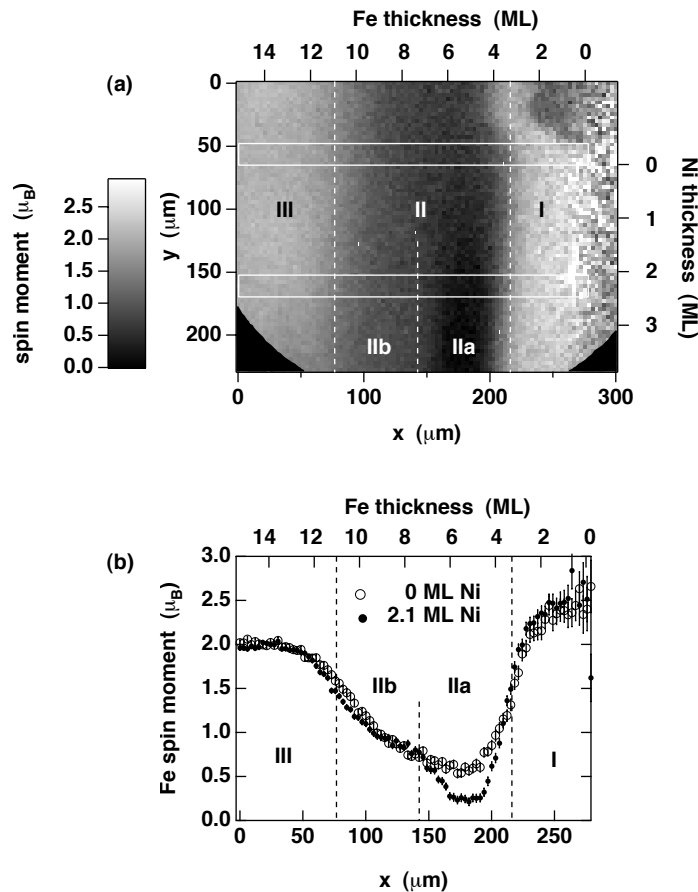 Fe thickness (ML)
14 12 10 8 6 4 2 0
(a)
0
50
100
150
200
y (μm)
spin moment (μB)
2.5
2.0
1.5
1.0
0.5
0.0
III
II
I
IIb
IIa
0
1
2
3
Ni thickness (ML)
0 100 200 300
x (μm)
Fe thickness (ML)
14 12 10 8 6 4 2 0
(b)
3.0
2.5
2.0
1.5
1.0
0.5
0.0
Fe spin moment (μB)
0 ML Ni
2.1 ML Ni
IIb
IIa
III
I
0 50 100 150 200 250
x (μm)